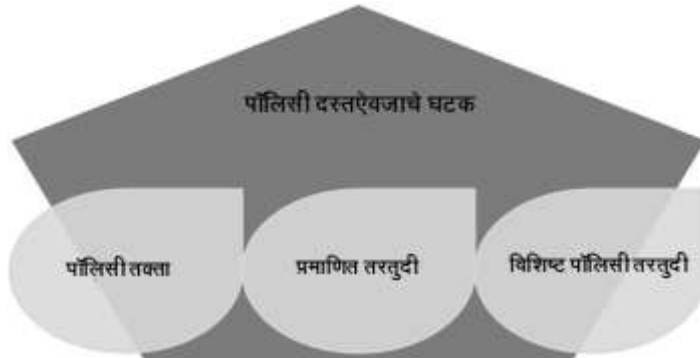 पॉलिसी दस्तऐवजाचे घटक
पॉलिसी तक्ता
प्रमाणित तरतुदी
विशिष्ट पॉलिसी तरतुदी